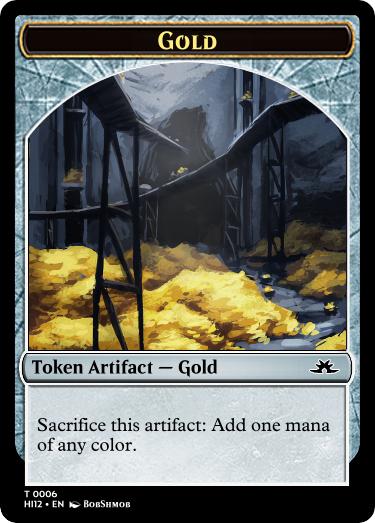 Gold
Token Artifact — Gold
Sacrifice this artifact: Add one mana
of any color.
T 0006
HI12 • EN BobShmob